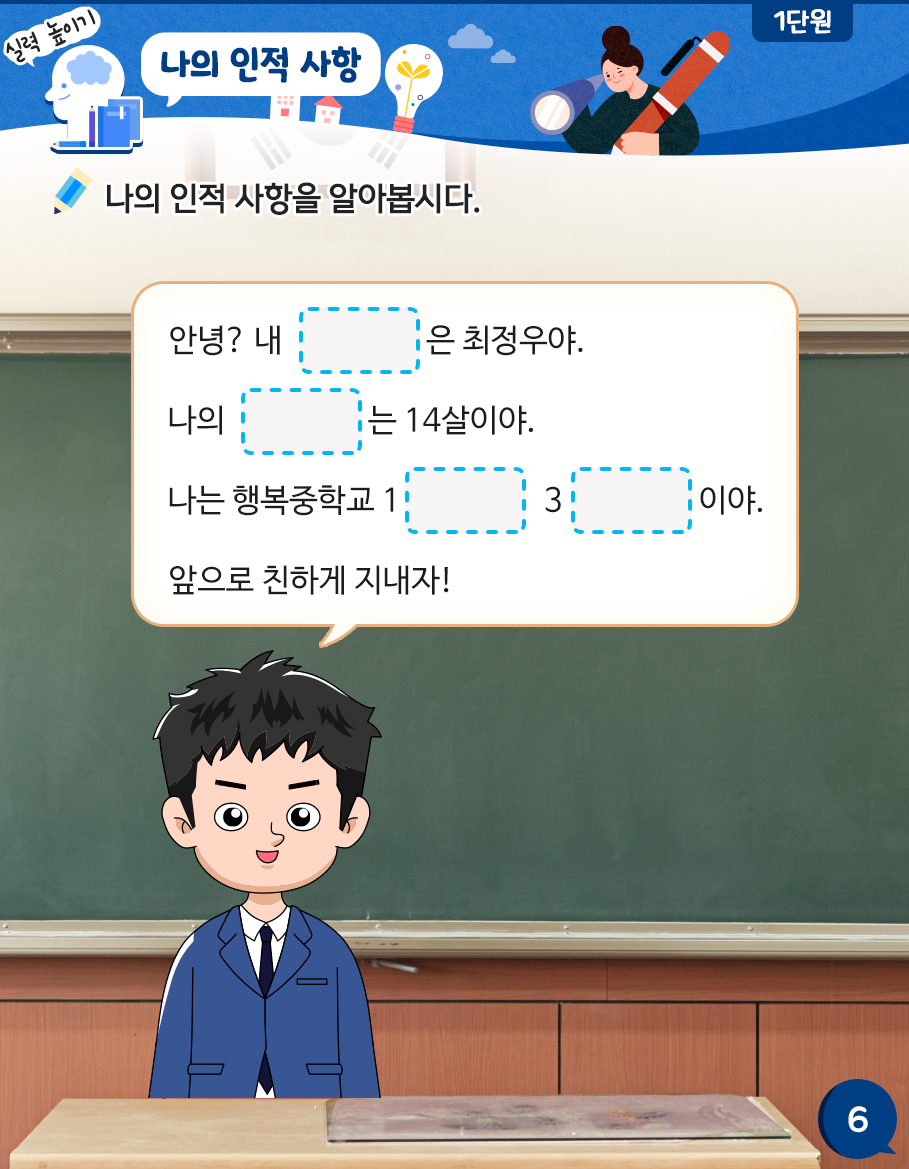 실력 높이기
나의 인적 사항
1단원
나의 인적 사항을 알아봅시다.
안녕? 내 은 최정우야.
나의 는 14살이야.
나는 행복중학교 1 3 이야.
앞으로 친하게 지내자!
6